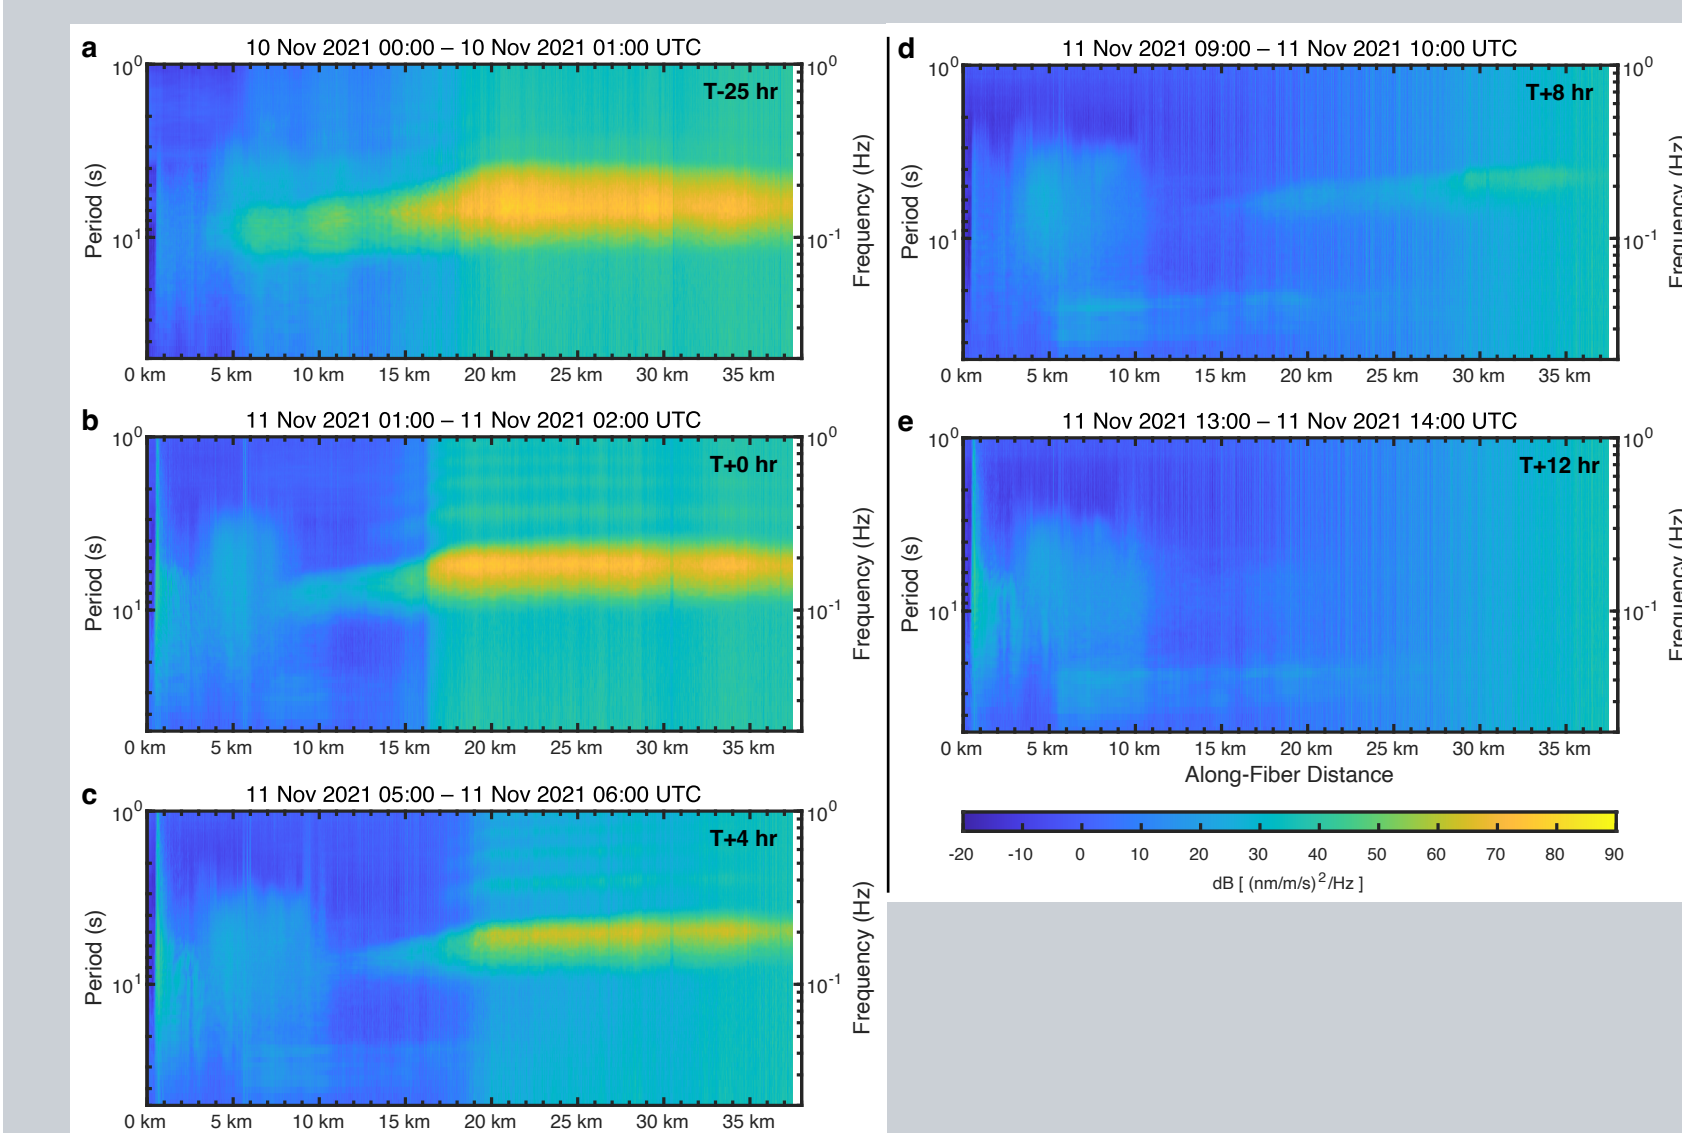 a
10 Nov 2021 00:00 – 10 Nov 2021 01:00 UTC
T-25 hr
10^0
10^1
Period (s)
10^0
10^-1
Frequency (Hz)
0 km 5 km 10 km 15 km 20 km 25 km 30 km 35 km
b
11 Nov 2021 01:00 – 11 Nov 2021 02:00 UTC
T+0 hr
10^0
10^1
Period (s)
10^0
10^-1
Frequency (Hz)
0 km 5 km 10 km 15 km 20 km 25 km 30 km 35 km
c
11 Nov 2021 05:00 – 11 Nov 2021 06:00 UTC
T+4 hr
10^0
10^1
Period (s)
10^0
10^-1
Frequency (Hz)
0 km 5 km 10 km 15 km 20 km 25 km 30 km 35 km
d
11 Nov 2021 09:00 – 11 Nov 2021 10:00 UTC
T+8 hr
10^0
10^1
Period (s)
10^0
10^-1
Frequency (Hz)
0 km 5 km 10 km 15 km 20 km 25 km 30 km 35 km
e
11 Nov 2021 13:00 – 11 Nov 2021 14:00 UTC
T+12 hr
10^0
10^1
Period (s)
10^0
10^-1
Frequency (Hz)
0 km 5 km 10 km 15 km 20 km 25 km 30 km 35 km
Along-Fiber Distance
-20 -10 0 10 20 30 40 50 60 70 80 90
dB [ (nm/m/s)^2/Hz ]